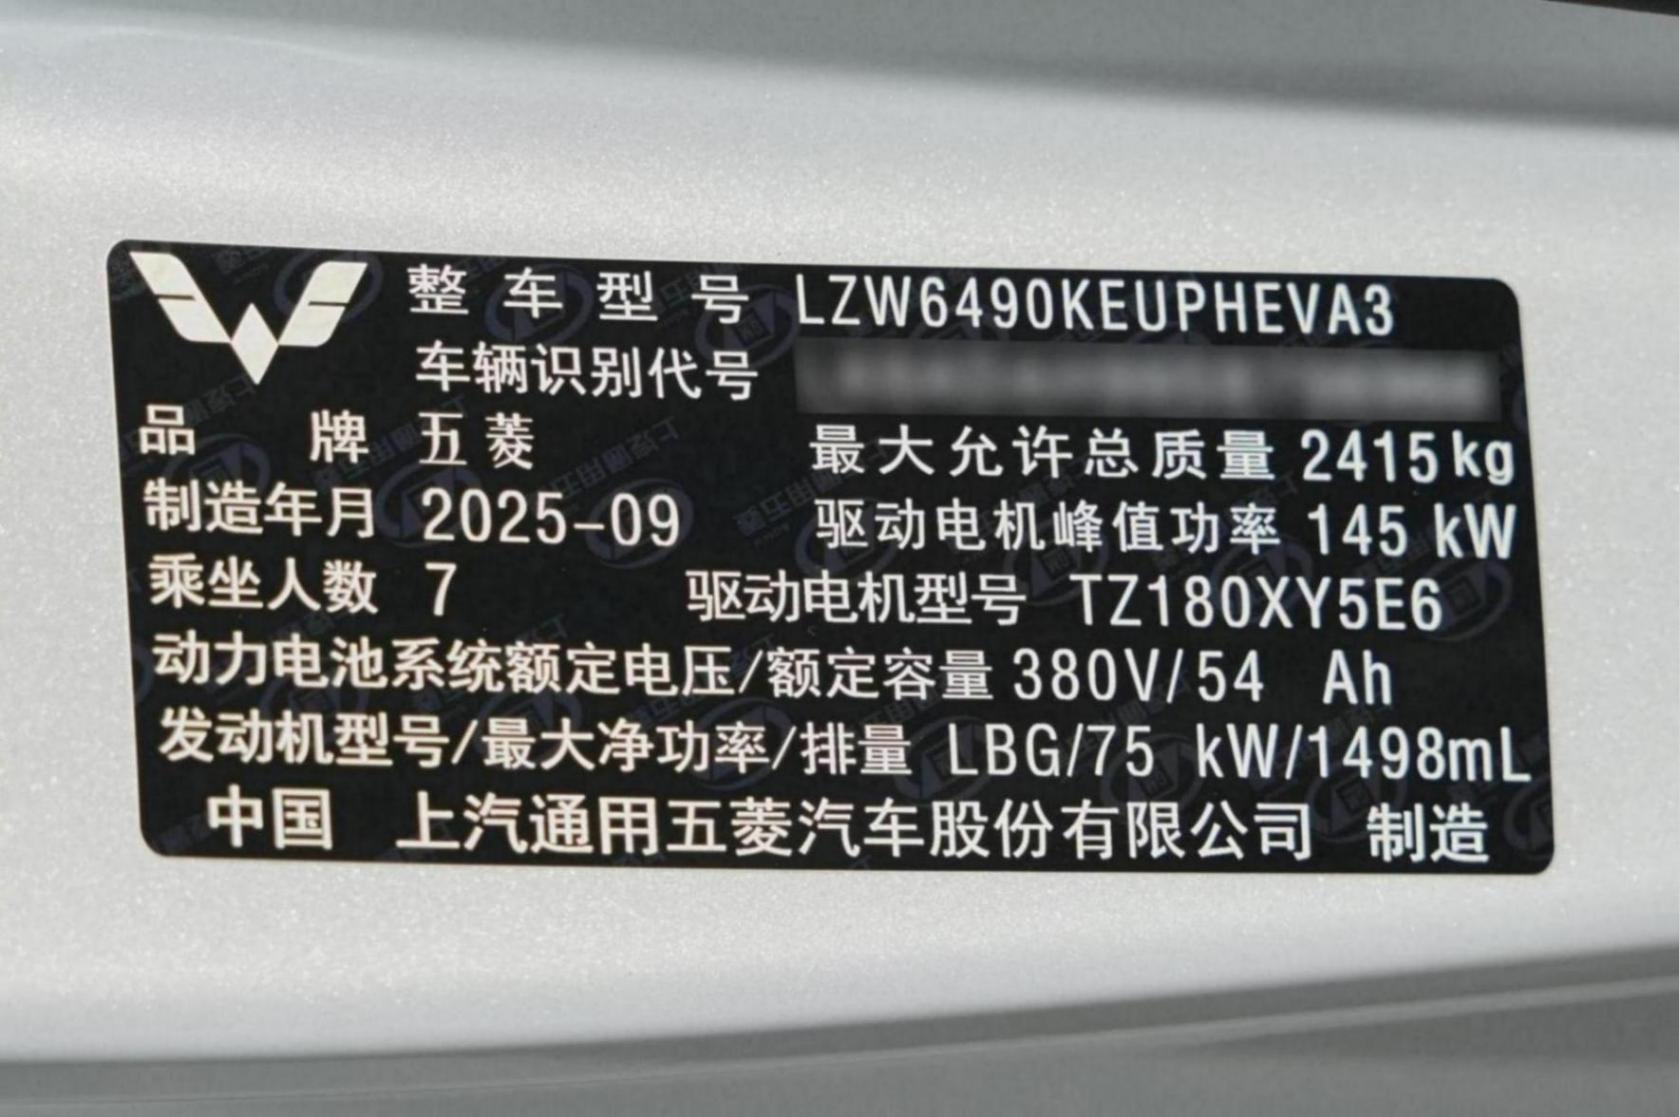 整车型号 LZW6490KEUPHEVA3
车辆识别代号
品牌 五菱 最大允许总质量 2415kg
制造年月 2025-09 驱动电机峰值功率 145 kW
乘坐人数 7 驱动电机型号 TZ180XY5E6
动力电池系统额定电压/额定容量 380V/54 Ah
发动机型号/最大净功率/排量 LBG/75 kW/1498mL
中国 上汽通用五菱汽车股份有限公司 制造